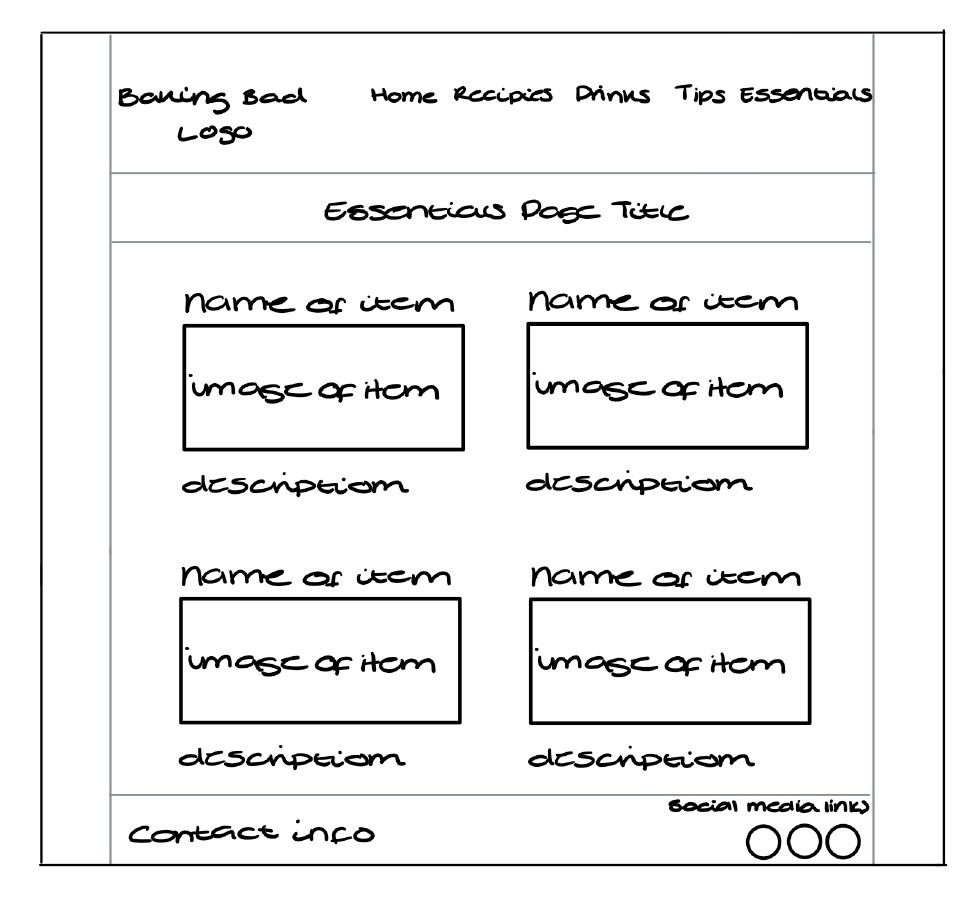 Baking Bad Home Recipies Drinks Tips Essentials
Logo
Essentials Page Title
Name of item Name of item
image of item image of item
description description
Name of item Name of item
image of item image of item
description description
Social media links
Contact info